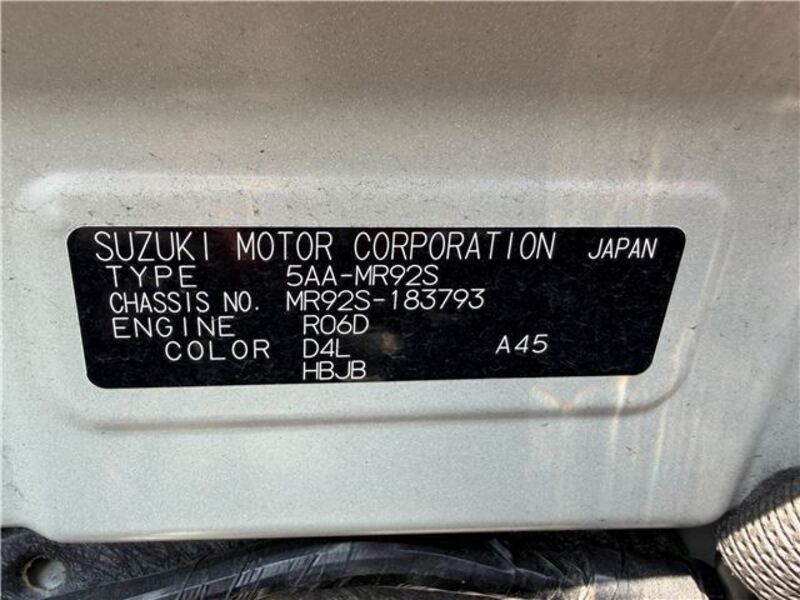 SUZUKI MOTOR CORPORATION JAPAN
TYPE 5AA-MR92S
CHASSIS NO. MR92S-183793
ENGINE R06D
COLOR D4L A45
HBJB